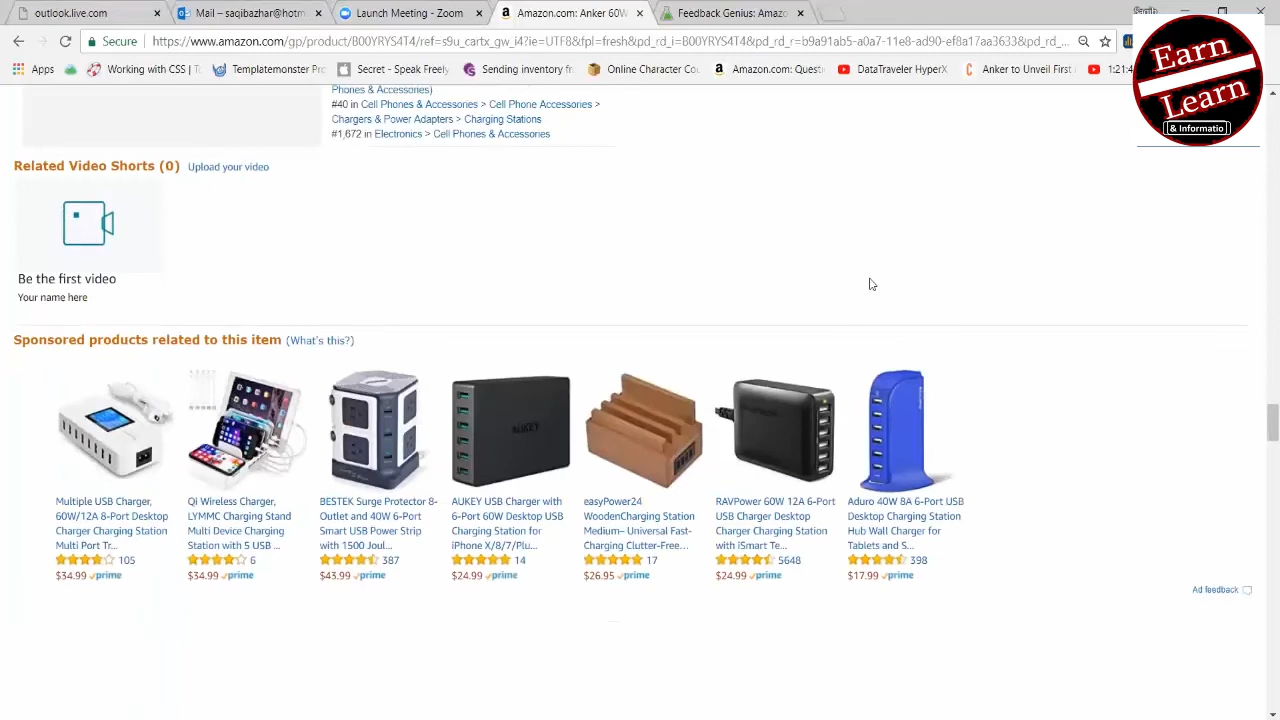 outlook.live.com
Mail – saqibazhar@hotm
Launch Meeting - Zoom
Amazon.com: Anker 60W
Feedback Genius: Amazo
Secure
https://www.amazon.com/gp/product/B00YRYS4T4/ref=s9u_cartx_gw_i4?ie=UTF8&fpl=fresh&pd_rd_i=B00YRYS4T4&pd_rd_r=b9a91ab5-a0a7-11e8-ad90-ef8a17aa3633&pd_rd_...
Apps
Working with CSS | To
Templatemonster Pro
Secret - Speak freely
Seeing inventory fr
Online Character Cou
Amazon.com: Questi
DataTraveler HyperX
Anker to Undef First
1:21:4
Earn
Learn
& Informatio
Phones & Accessories)
#40 in Cell Phones & Accessories > Cell Phone Accessories >
Chargers & Power Adapters > Charging Stations
#1,672 in Electronics > Cell Phones & Accessories
Related Video Shorts (0) Upload your video
Be the first video
Your name here
Sponsored products related to this item (What's this?)
AUKEY
Multiple USB Charger,
60W/12A 8-Port Desktop
Charger Charging Station
Multi Port Tr...
105
$34.99 prime
Qi Wireless Charger,
LYMMC Charging Stand
Multi Device Charging
Station with 5 USB ...
6
$34.99 prime
BESTEK Surge Protector 8-
Outlet and 40W 6-Port
Smart USB Power Strip
with 1500 Joul...
387
$43.99 prime
AUKEY USB Charger with
6-Port 60W Desktop USB
Charging Station for
iPhone X/8/7/Plu...
14
$24.99 prime
easyPower24
WoodenCharging Station
Medium– Universal Fast-
Charging Clutter-Free...
17
$26.95 prime
RAVPower 60W 12A 6-Port
USB Charger Desktop
Charger Charging Station
with iSmart Te...
5648
$24.99 prime
Aduro 40W 8A 6-Port USB
Desktop Charging Station
Hub Wall Charger for
Tablets and S...
398
$17.99 prime
Ad feedback